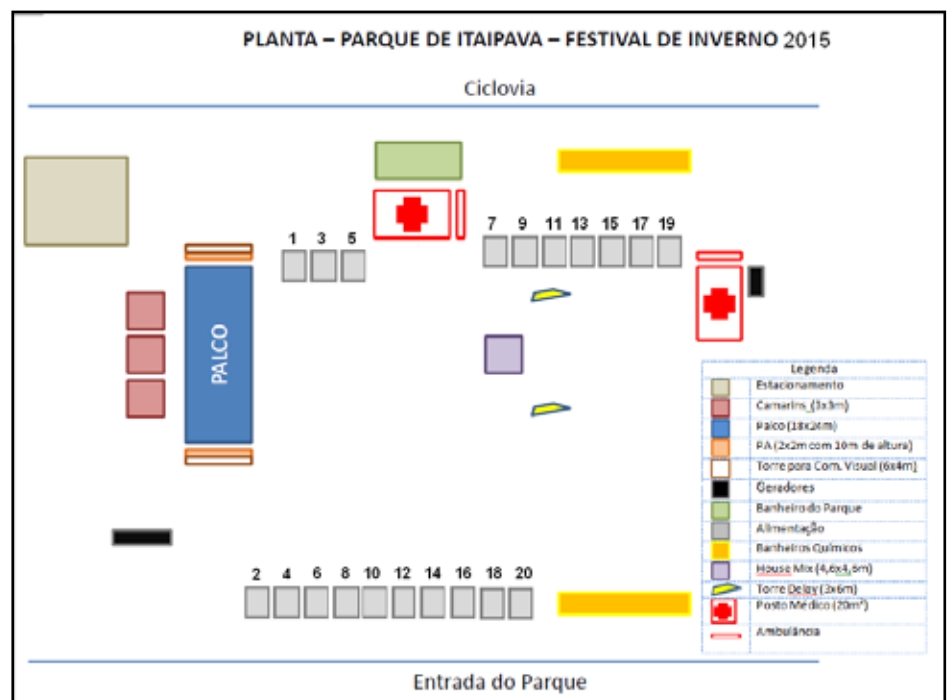 PLANTA – PARQUE DE ITAIPAVA – FESTIVAL DE INVERNO 2015
Ciclovia
1 3 5
7 9 11 13 15 17 19
PALCO
Legenda
Estacionamento
Camarins (3x3m)
Palco (18x24m)
PA (2x2m com 10m de altura)
Torre para Com. Visual (6x4m)
Geradores
Banheiro do Parque
Alimentação
Banheiros Químicos
House Mix (4,6x4,6m)
Torre Delay (3x6m)
Posto Médico (20m²)
Ambulância
2 4 6 8 10 12 14 16 18 20
Entrada do Parque